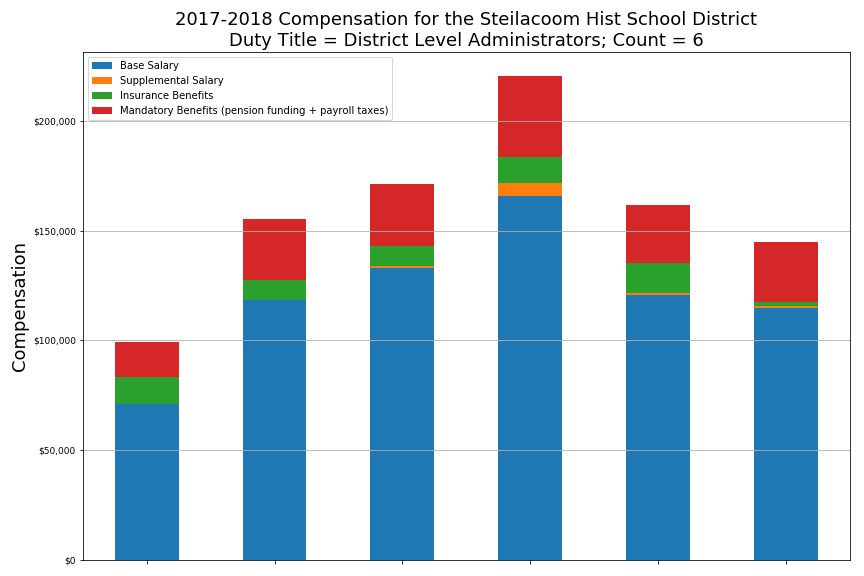 2017-2018 Compensation for the Steilacoom Hist School District
Duty Title = District Level Administrators; Count = 6
Base Salary
Supplemental Salary
Insurance Benefits
Mandatory Benefits (pension funding + payroll taxes)
$200,000
$150,000
$100,000
$50,000
$0
Compensation